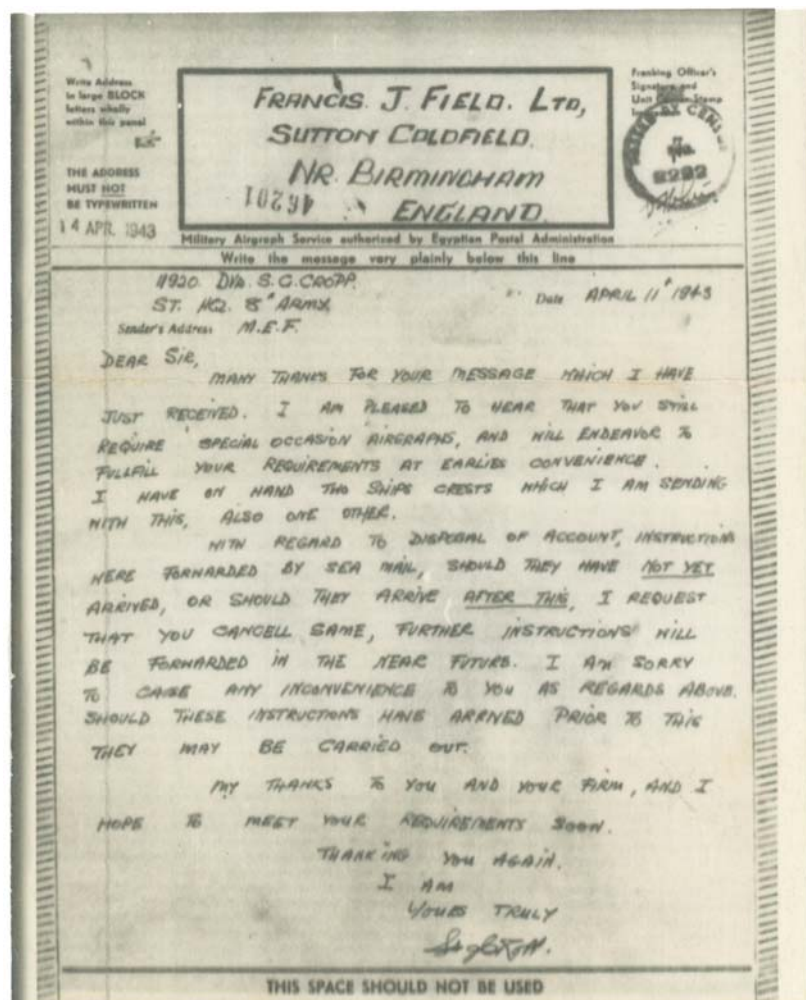 Write Address
in large BLOCK
letters wholly
within this panel
THE ADDRESS
MUST NOT
BE TYPEWRITTEN
14 APR. 1943
FRANCIS. J. FIELD. LTD,
SUTTON COLDFIELD.
NR. BIRMINGHAM
ENGLAND.
46201
Franking Officer's
Signature and
Military Airgraph Service authorized by Egyptian Postal Administration
Write the message very plainly below this line
S. G. CROPP.
ST. HQ. 8" ARMY
Sender's Address M.E.F.
Date APRIL 11" 1943
DEAR SIR,
MANY THANKS FOR YOUR MESSAGE WHICH I HAVE
JUST RECEIVED. I AM PLEASED TO HEAR THAT YOU STILL
REQUIRE SPECIAL OCCASION AIRGRAPHS, AND WILL ENDEAVOR TO
FULLFILL YOUR REQUIREMENTS AT EARLIES CONVENIENCE.
I HAVE ON HAND TWO SHIPS CRESTS WHICH I AM SENDING
WITH THIS, ALSO ONE OTHER.
WITH REGARD TO DISPOSAL OF ACCOUNT, INSTRUCTIONS
WERE FORWARDED BY SEA MAIL, SHOULD THEY HAVE NOT YET
ARRIVED, OR SHOULD THEY ARRIVE AFTER THIS, I REQUEST
THAT YOU CANCELL SAME, FURTHER INSTRUCTIONS WILL
BE FORWARDED IN THE NEAR FUTURE. I AM SORRY
TO CAUSE ANY INCONVENIENCE TO YOU AS REGARDS ABOVE.
SHOULD THESE INSTRUCTIONS HAVE ARRIVED PRIOR TO THIS
THEY MAY BE CARRIED OUT.
MY THANKS TO YOU AND YOUR FIRM, AND I
HOPE TO MEET YOUR REQUIREMENTS SOON.
THANKING YOU AGAIN.
I AM
YOURS TRULY
THIS SPACE SHOULD NOT BE USED